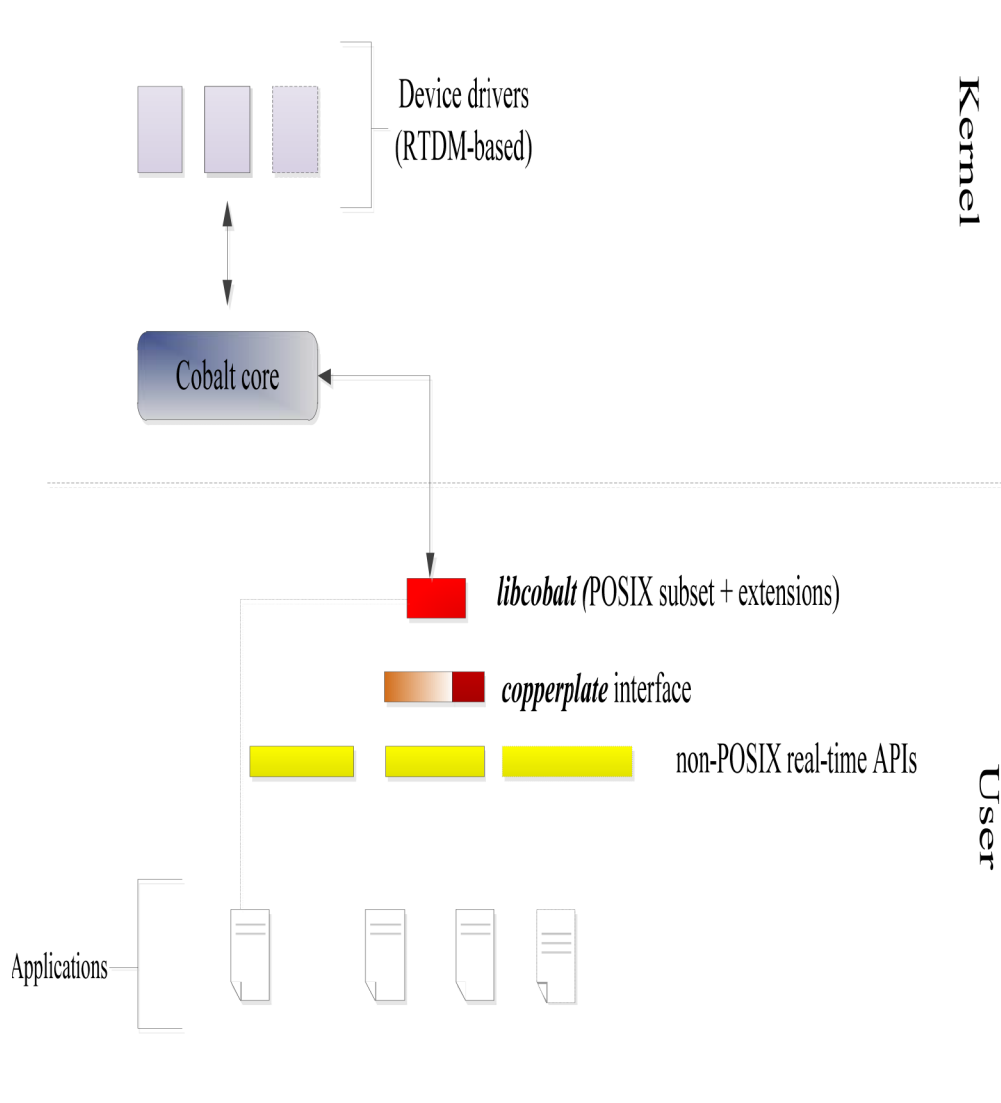 Device drivers
(RTDM-based)
Kernel
Cobalt core
libcobalt (POSIX subset + extensions)
copperplate interface
non-POSIX real-time APIs
User
Applications